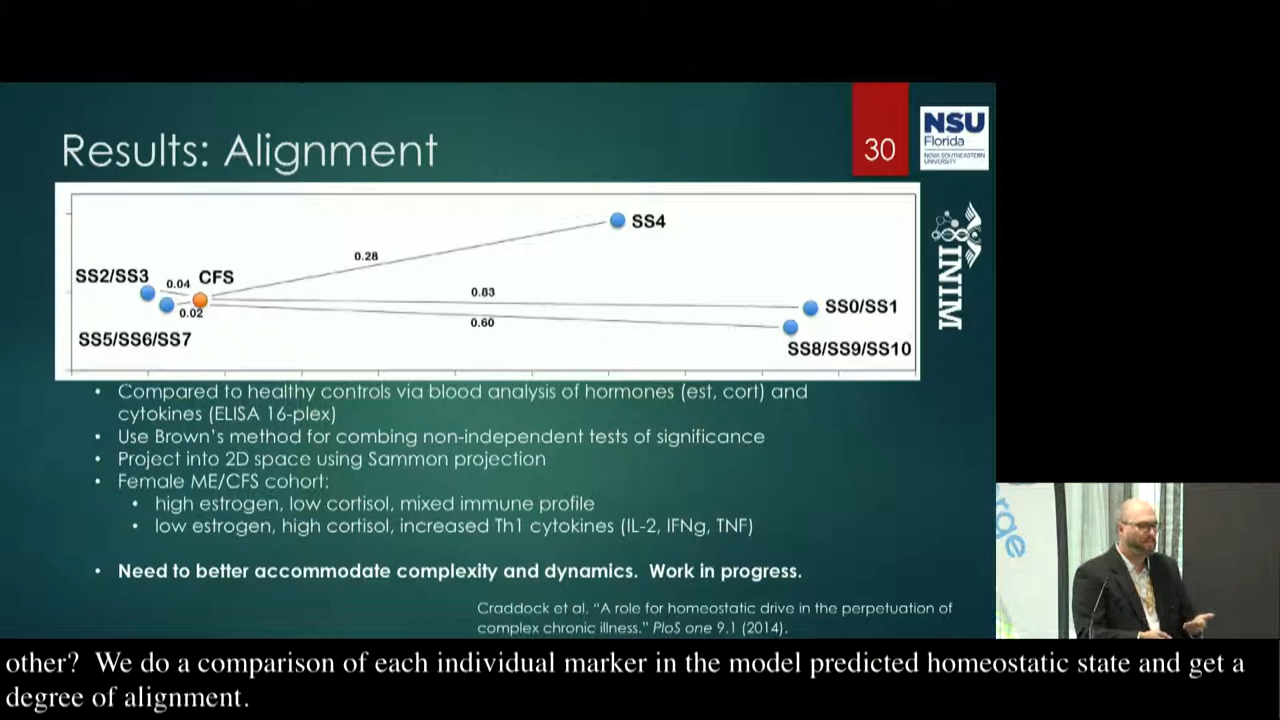 Results: Alignment
30
NSU
Florida
NOVA SOUTHEASTERN
UNIVERSITY
INIM
SS4
0.28
SS2/SS3
0.04
CFS
0.83
SS0/SS1
0.02
0.60
SS5/SS6/SS7
SS8/SS9/SS10
• Compared to healthy controls via blood analysis of hormones (est, cort) and
cytokines (ELISA 16-plex)
• Use Brown's method for combing non-independent tests of significance
• Project into 2D space using Sammon projection
• Female ME/CFS cohort:
• high estrogen, low cortisol, mixed immune profile
• low estrogen, high cortisol, increased Th1 cytokines (IL-2, IFNg, TNF)
• Need to better accommodate complexity and dynamics. Work in progress.
Craddock et al. "A role for homeostatic drive in the perpetuation of
complex chronic illness." PloS one 9.1 (2014).
other? We do a comparison of each individual marker in the model predicted homeostatic state and get a
degree of alignment.